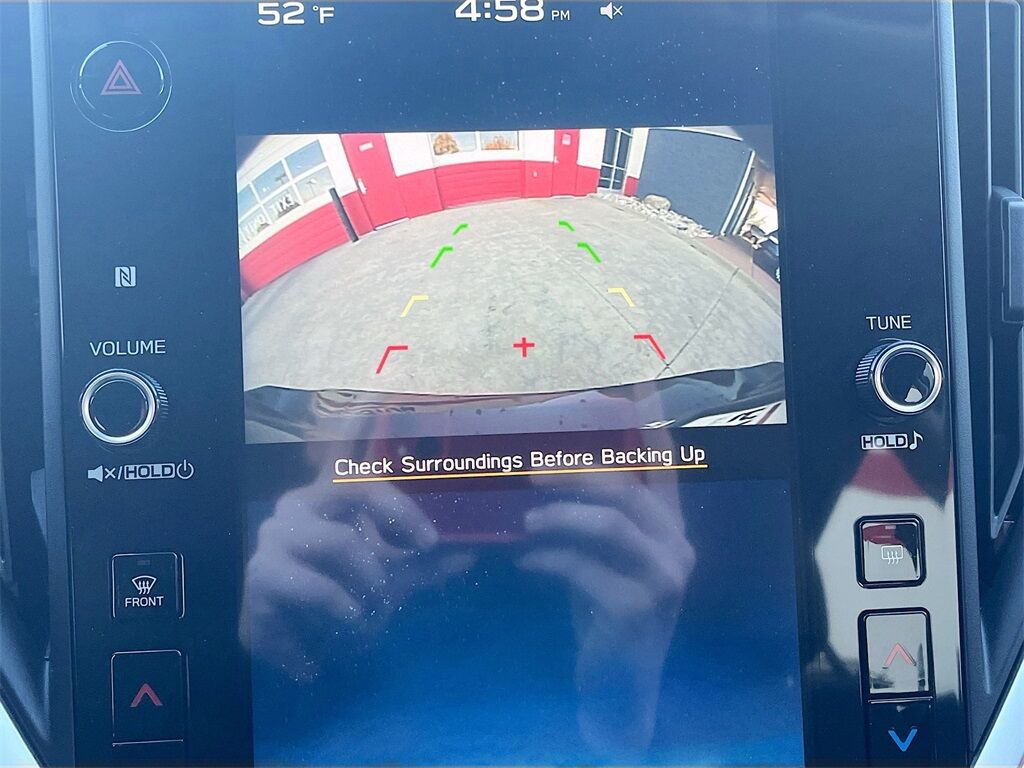 52 °F
4:58 PM
VOLUME
TUNE
/HOLD
HOLD
Check Surroundings Before Backing Up
FRONT